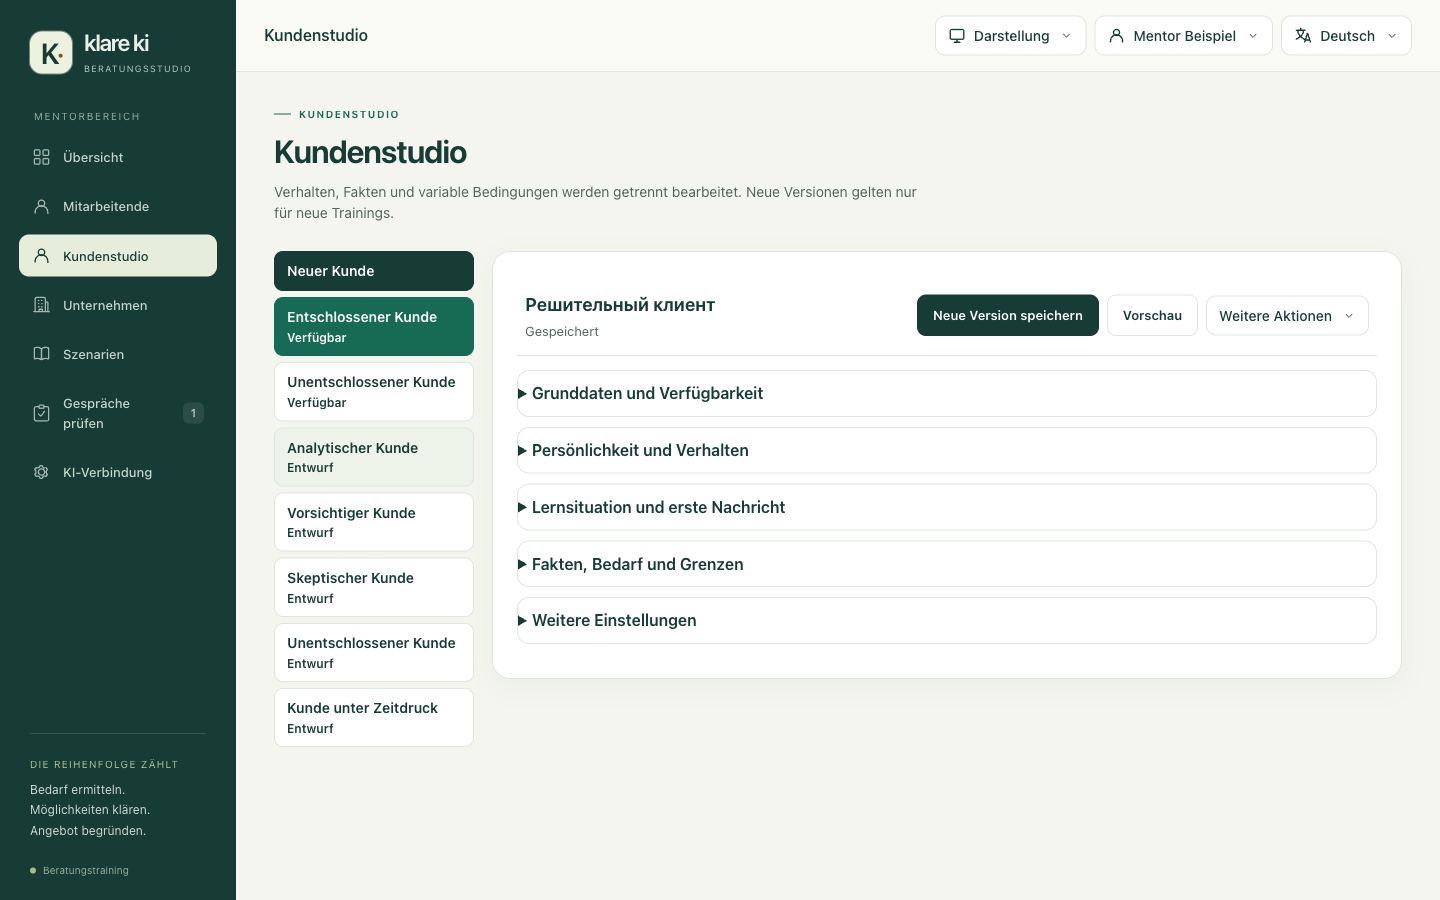 klare ki
BERATUNGSSTUDIO
MENTORBEREICH
Übersicht
Mitarbeitende
Kundenstudio
Unternehmen
Szenarien
Gespräche
prüfen
1
KI-Verbindung
DIE REIHENFOLGE ZÄHLT
Bedarf ermitteln.
Möglichkeiten klären.
Angebot begründen.
Beratungstraining
Kundenstudio
Darstellung
Mentor Beispiel
Deutsch
KUNDENSTUDIO
Kundenstudio
Verhalten, Fakten und variable Bedingungen werden getrennt bearbeitet. Neue Versionen gelten nur
für neue Trainings.
Neuer Kunde
Entschlossener Kunde
Verfügbar
Unentschlossener Kunde
Verfügbar
Analytischer Kunde
Entwurf
Vorsichtiger Kunde
Entwurf
Skeptischer Kunde
Entwurf
Unentschlossener Kunde
Entwurf
Kunde unter Zeitdruck
Entwurf
Решительный клиент
Gespeichert
Neue Version speichern
Vorschau
Weitere Aktionen
Grunddaten und Verfügbarkeit
Persönlichkeit und Verhalten
Lernsituation und erste Nachricht
Fakten, Bedarf und Grenzen
Weitere Einstellungen